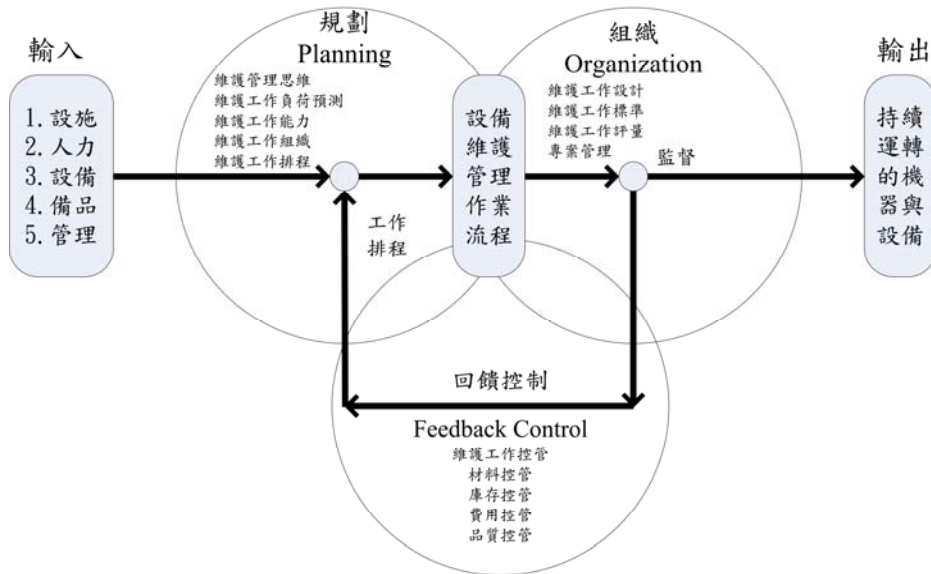 輸入
1. 設施
2. 人力
3. 設備
4. 備品
5. 管理
規劃
Planning
維護管理思維
維護工作負荷預測
維護工作能力
維護工作組織
維護工作排程
工作
排程
設備
維護
管理
作業
流程
組織
Organization
維護工作設計
維護工作標準
維護工作評量
專案管理
監督
輸出
持續
運轉
的機
器與
設備
回饋控制
Feedback Control
維護工作控管
材料控管
庫存控管
費用控管
品質控管